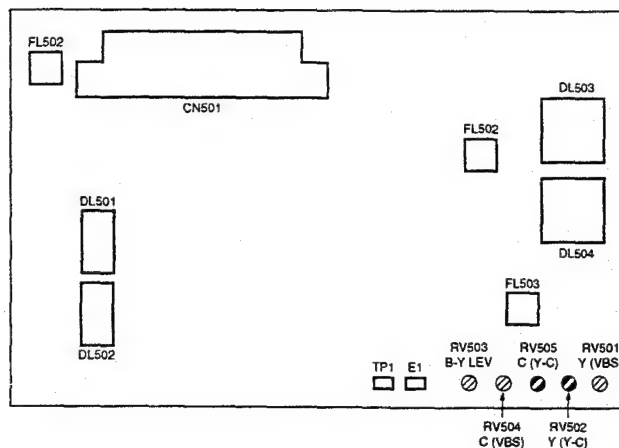 FL502
CN501
DL503
FL502
DL501
DL504
FL503
DL502
TP1
E1
RV503
B-Y LEV
RV505
C (Y-C)
RV501
Y (VBS)
RV504
C (VBS)
RV502
Y (Y-C)